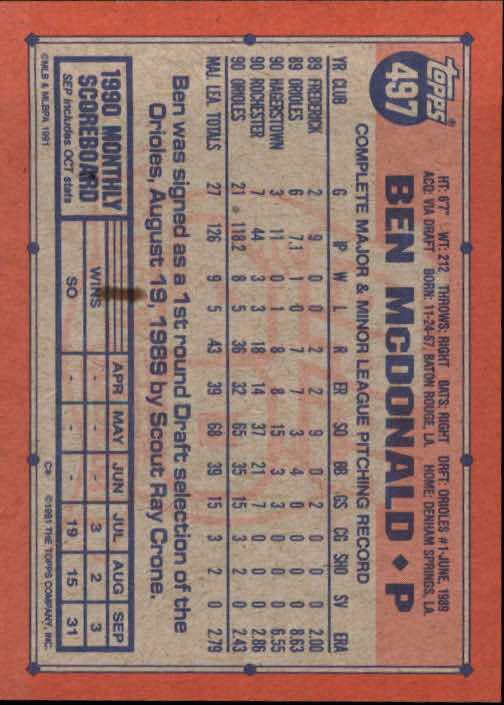 TOPPS®
497
HT: 6'7" WT: 212 THROWS: RIGHT BATS: RIGHT DRFT: ORIOLES #1-JUNE, 1989
ACQ: VIA DRAFT BORN: 11-24-67, BATON ROUGE, LA. HOME: DENHAM SPRINGS, LA.
BEN MCDONALD ◆ P
COMPLETE MAJOR & MINOR LEAGUE PITCHING RECORD
YR CLUB G IP W L R ER SO BB GS CG SHO SV ERA
89 FREDERICK 2 9 0 0 2 2 9 0 2 0 0 0 2.00
89 ORIOLES 6 7.1 1 0 7 7 3 4 0 0 0 0 8.63
90 HAGERSTOWN 3 11 0 1 8 8 15 3 3 0 0 0 6.55
90 ROCHESTER 7 44 3 3 18 14 37 21 7 0 0 0 2.86
90 ORIOLES 21 118.2 8 5 36 32 65 35 15 3 2 0 2.43
MAJ. LEA. TOTALS 27 126 9 5 43 39 68 39 15 3 2 0 2.79
Ben was signed as a 1st round Draft selection of the
Orioles, August 19, 1989 by Scout Ray Crone.
1990 MONTHLY
SCOREBOARD
SEP includes OCT stats
APR MAY JUN JUL AUG SEP
WINS - - - 3 2 3
SO - - - 19 15 31
©MLB & MLBPA 1991
C* ©1991 THE TOPPS COMPANY, INC.